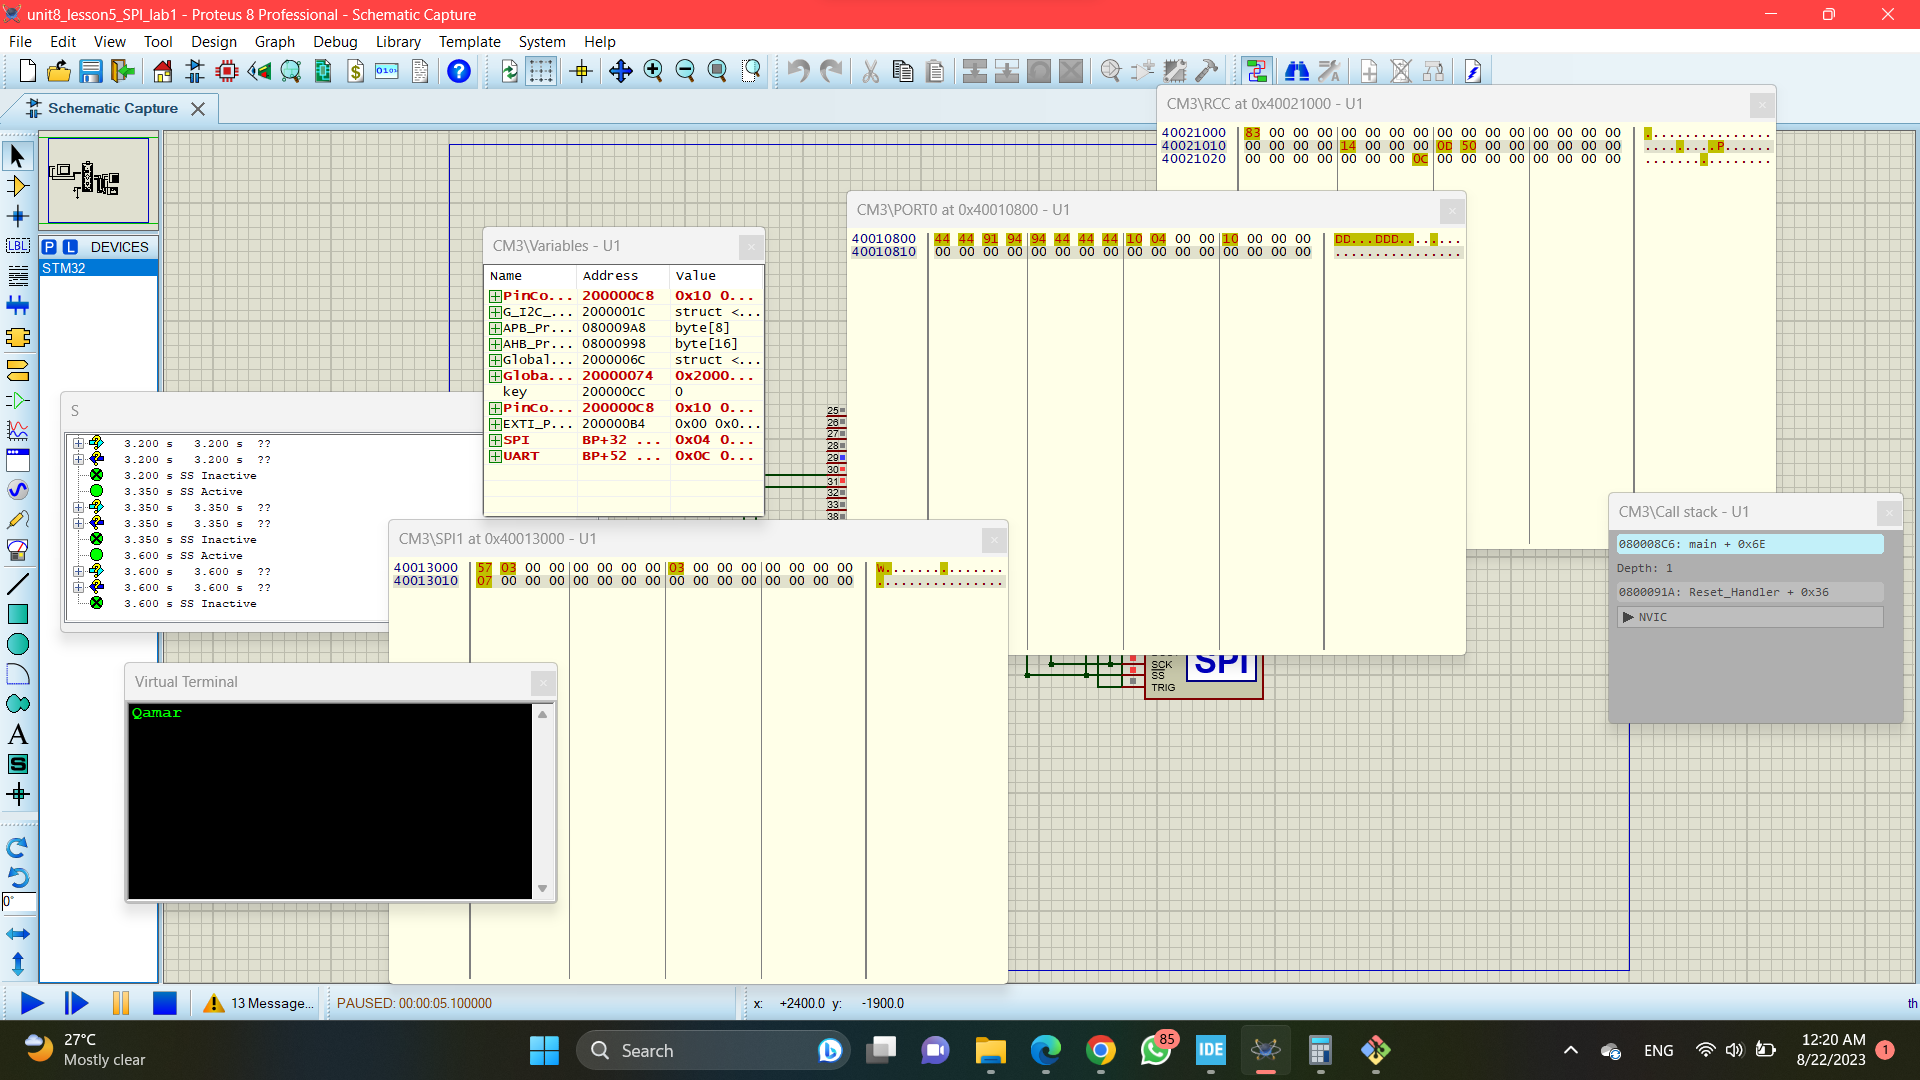 unit8_lesson5_SPI_lab1 - Proteus 8 Professional - Schematic Capture
File Edit View Tool Design Graph Debug Library Template System Help
Schematic Capture
P L DEVICES
STM32
CM3\RCC at 0x40021000 - U1
40021000 83 00 00 00 00 00 00 00 00 00 00 00 00 00 00 00 ................
40021010 00 00 00 00 14 00 00 00 0D 50 00 00 00 00 00 00 .........P......
40021020 00 00 00 00 00 00 00 0C 00 00 00 00 00 00 00 00 ................
CM3\PORT0 at 0x40010800 - U1
40010800 44 44 91 94 94 44 44 44 10 04 00 00 10 00 00 00 DD...DDD........
40010810 00 00 00 00 00 00 00 00 00 00 00 00 00 00 00 00 ................
CM3\Variables - U1
Name Address Value
PinCo... 200000C8 0x10 0...
G_I2C_... 2000001C struct <...
APB_Pr... 080009A8 byte[8]
AHB_Pr... 08000998 byte[16]
Global... 2000006C struct <...
Globa... 20000074 0x2000...
key 200000CC 0
PinCo... 200000C8 0x10 0...
EXTI_P... 200000B4 0x00 0x0...
SPI BP+32 ... 0x04 0...
UART BP+52 ... 0x0C 0...
25
26
27
28
29
30
31
32
33
38
S
3.200 s 3.200 s ??
3.200 s 3.200 s ??
3.200 s SS Inactive
3.350 s SS Active
3.350 s 3.350 s ??
3.350 s 3.350 s ??
3.350 s SS Inactive
3.600 s SS Active
3.600 s 3.600 s ??
3.600 s 3.600 s ??
3.600 s SS Inactive
CM3\SPI1 at 0x40013000 - U1
40013000 57 03 00 00 00 00 00 00 03 00 00 00 00 00 00 00 W...............
40013010 07 00 00 00 00 00 00 00 00 00 00 00 00 00 00 00 ................
CM3\Call stack - U1
080008C6: main + 0x6E
Depth: 1
0800091A: Reset_Handler + 0x36
NVIC
SCK
SS
TRIG
SPI
Virtual Terminal
Qamar
LBL
A
S
0°
13 Message...
PAUSED: 00:00:05.100000
x: +2400.0 y: -1900.0
th
27°C
Mostly clear
Search
85
IDE
ENG
12:20 AM
8/22/2023
1